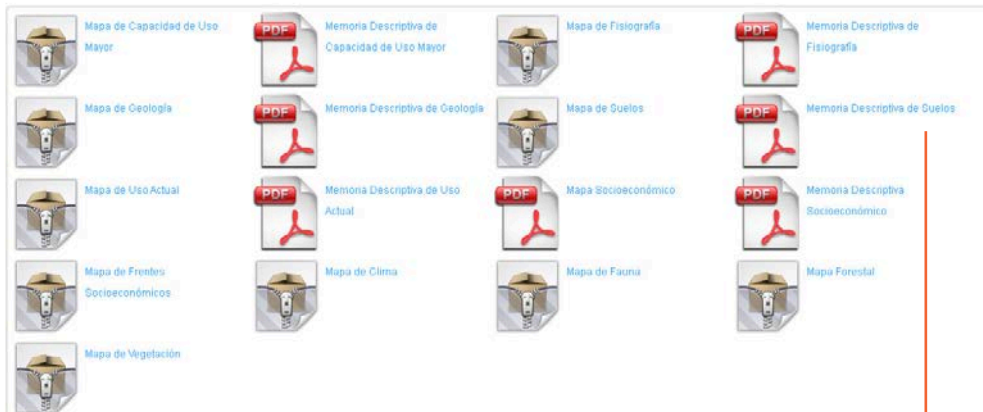 Mapa de Capacidad de Uso
Mayor
PDF
Memoria Descriptiva de
Capacidad de Uso Mayor
Mapa de Fisiografía
PDF
Memoria Descriptiva de
Fisiografía
Mapa de Geología
PDF
Memoria Descriptiva de Geología
Mapa de Suelos
PDF
Memoria Descriptiva de Suelos
Mapa de Uso Actual
PDF
Memoria Descriptiva de Uso
Actual
PDF
Mapa Socioeconómico
PDF
Memoria Descriptiva
Socioeconómico
Mapa de Frentes
Socioeconómicos
Mapa de Clima
Mapa de Fauna
Mapa Forestal
Mapa de Vegetación